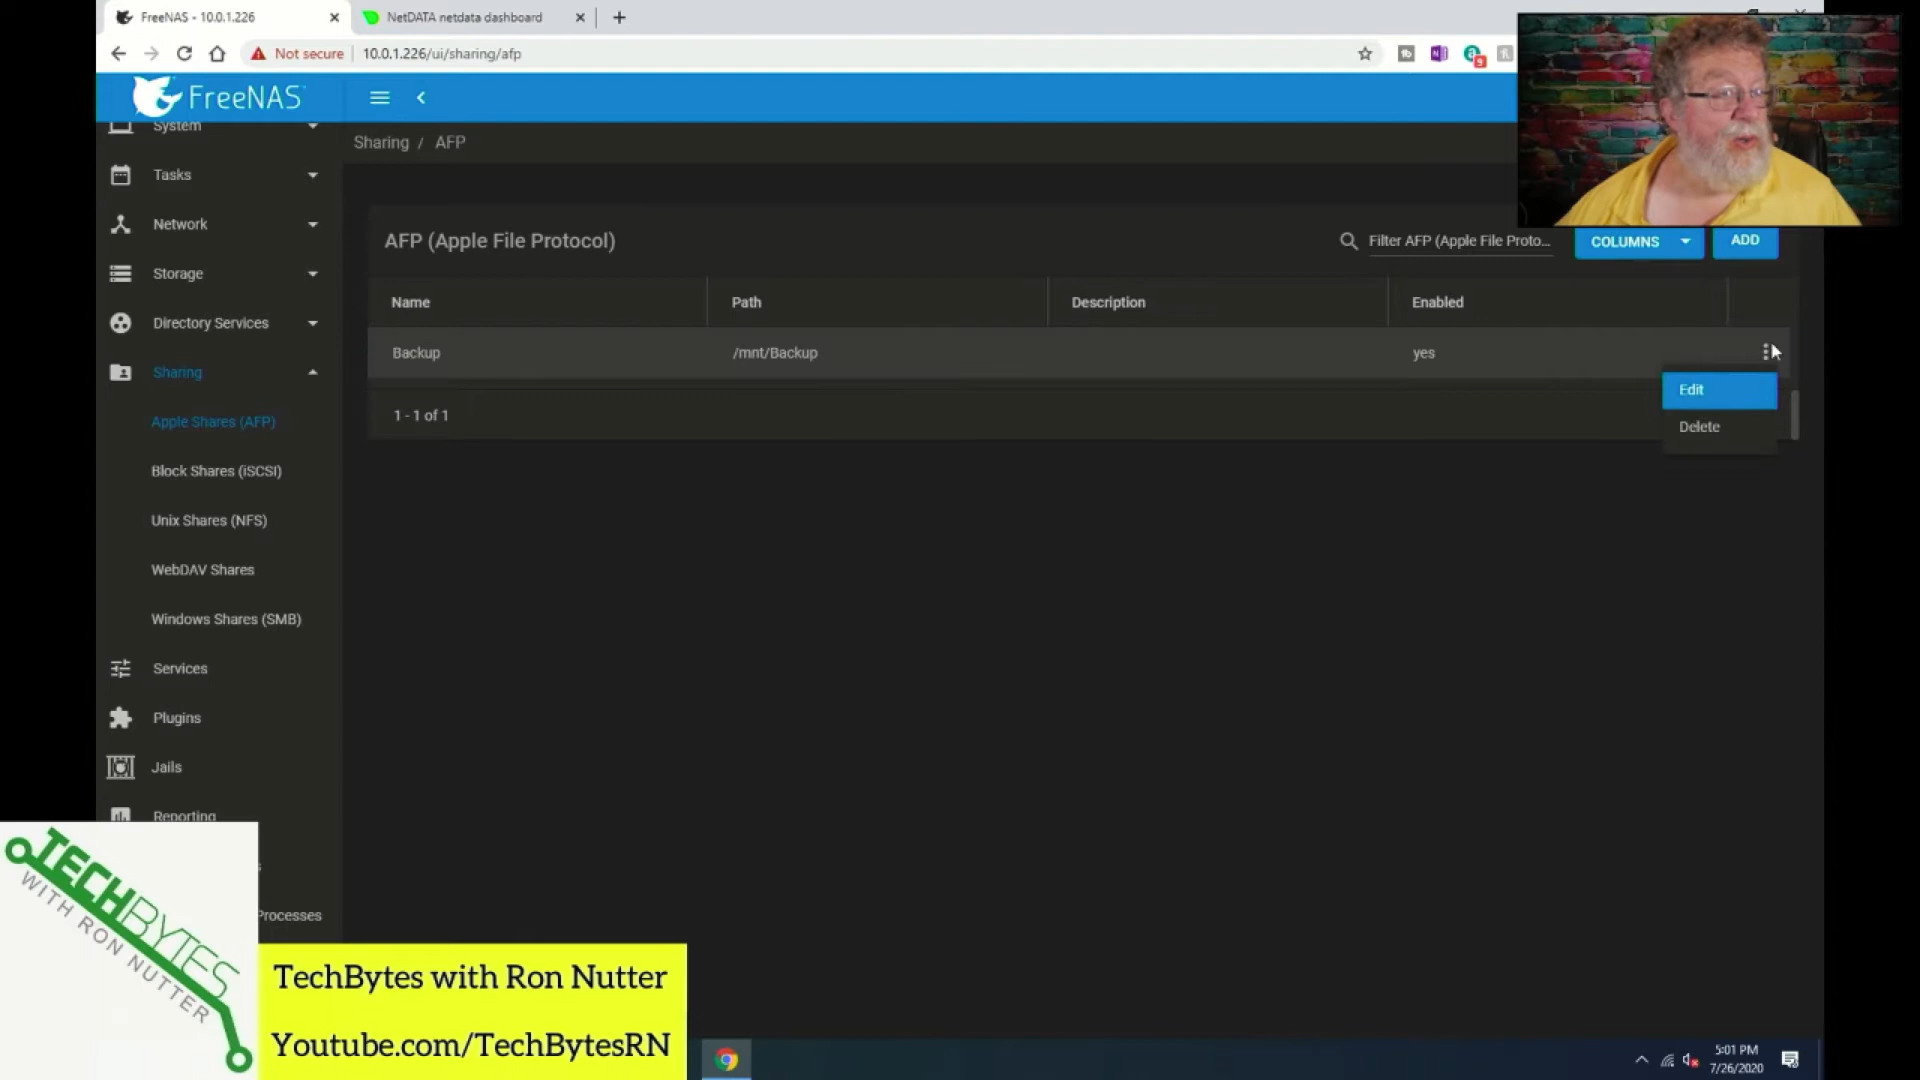 FreeNAS - 10.0.1.226
NetDATA netdata dashboard
Not secure
10.0.1.226/ui/sharing/afp
9
FreeNAS
System
Sharing / AFP
Tasks
Network
AFP (Apple File Protocol)
Filter AFP (Apple File Proto...
COLUMNS
ADD
Storage
Name
Path
Description
Enabled
Directory Services
Backup
/mnt/Backup
yes
Sharing
Edit
1 - 1 of 1
Delete
Apple Shares (AFP)
Block Shares (iSCSI)
Unix Shares (NFS)
WebDAV Shares
Windows Shares (SMB)
Services
Plugins
Jails
Reporting
Processes
TECHBYTES
WITH RON NUTTER
TechBytes with Ron Nutter
Youtube.com/TechBytesRN
5:01 PM
7/26/2020